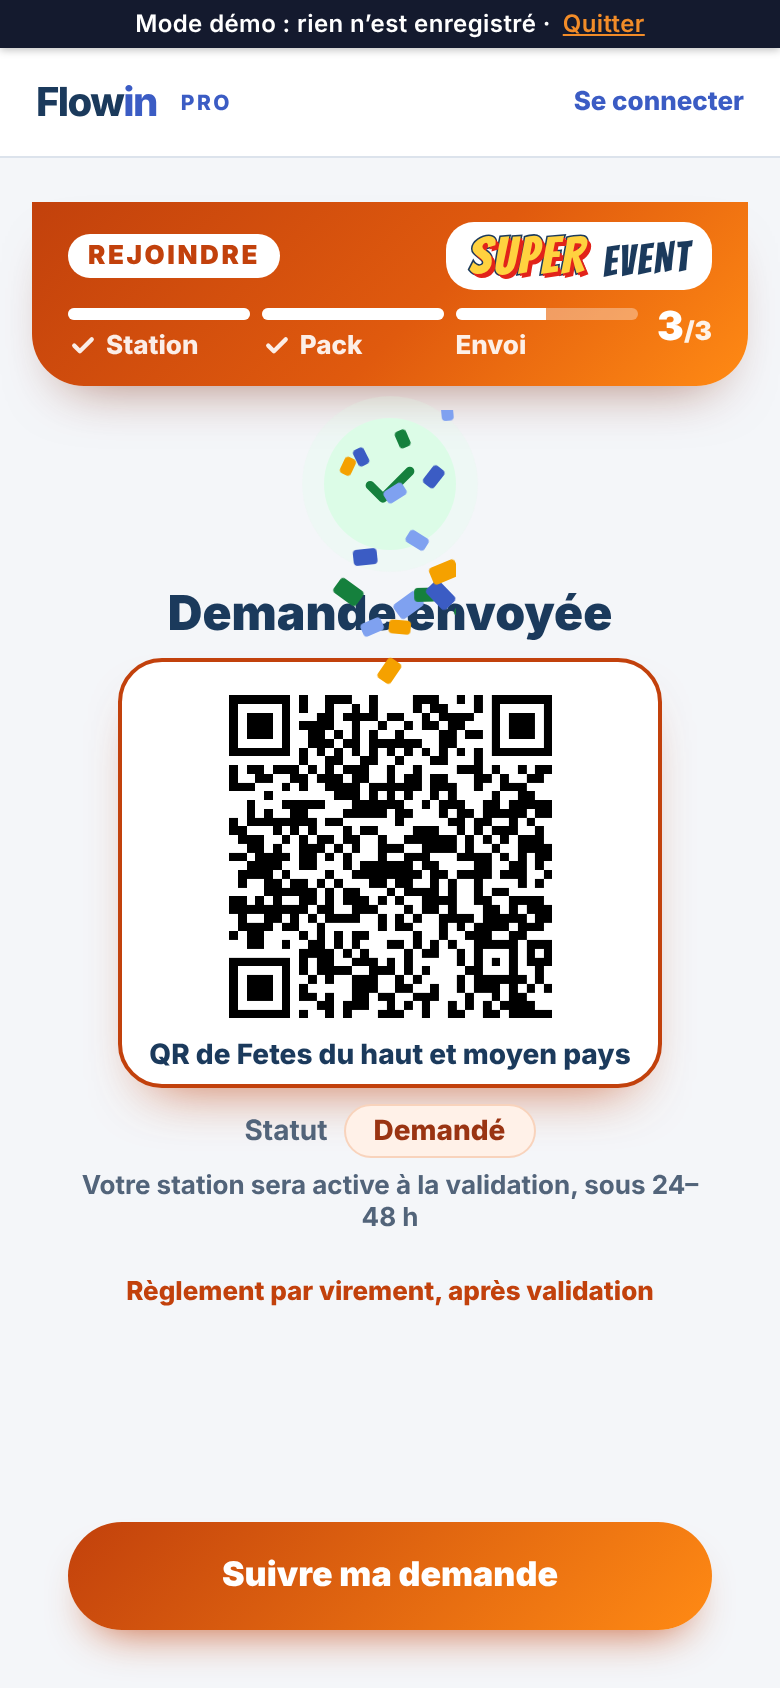 Mode démo : rien n’est enregistré · Quitter
Flowin PRO
Se connecter
REJOINDRE
SUPER EVENT
Station
Pack
Envoi
3/3
Demande envoyée
QR de Fetes du haut et moyen pays
Statut Demandé
Votre station sera active à la validation, sous 24–
48 h
Règlement par virement, après validation
Suivre ma demande